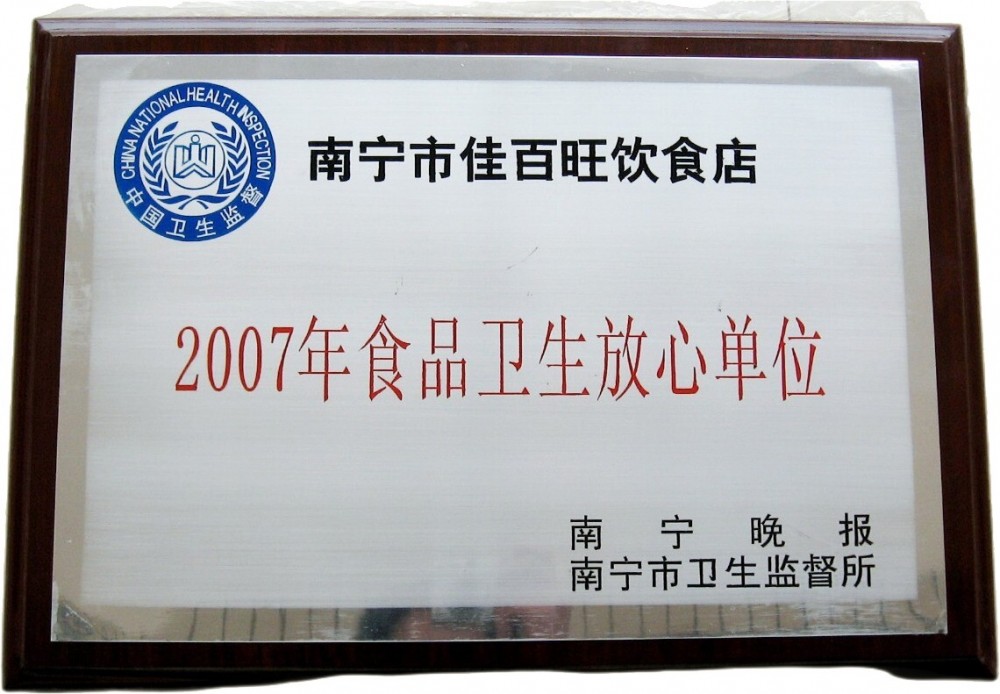 CHINA NATIONAL HEALTH INSPECTION
中国卫生监督
南宁市佳百旺饮食店
2007年食品卫生放心单位
南宁晚报
南宁市卫生监督所